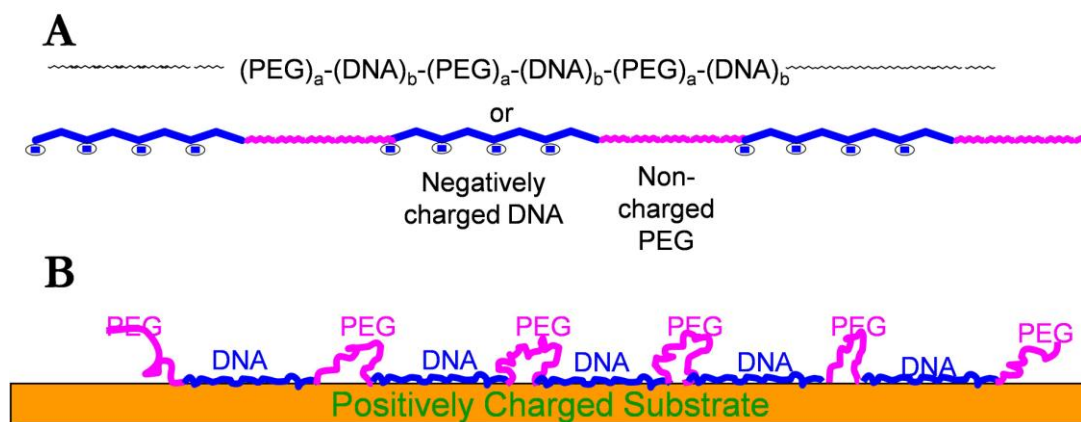 A
(PEG)a-(DNA)b-(PEG)a-(DNA)b-(PEG)a-(DNA)b
or
Negatively
charged DNA
Non-
charged
PEG
B
PEG
PEG
PEG
PEG
PEG
PEG
DNA
DNA
DNA
DNA
DNA
Positively Charged Substrate